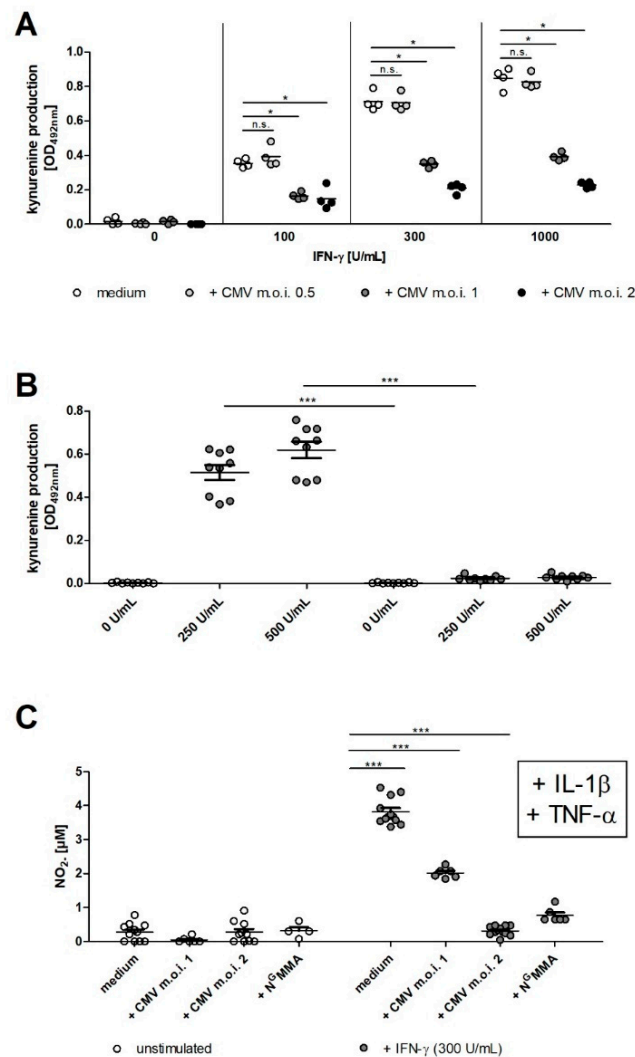 A
kynurenine production
[OD492nm]
1.0
0.8
0.6
0.4
0.2
0.0
n.s.
*
*
n.s.
*
*
n.s.
*
*
0
100
300
1000
IFN-γ [U/mL]
medium
+ CMV m.o.i. 0.5
+ CMV m.o.i. 1
+ CMV m.o.i. 2
B
kynurenine production
[OD492nm]
0.8
0.6
0.4
0.2
0.0
***
***
0 U/mL
250 U/mL
500 U/mL
0 U/mL
250 U/mL
500 U/mL
C
NO2- [µM]
5
4
3
2
1
0
***
***
***
+ IL-1β
+ TNF-α
medium
+ CMV m.o.i. 1
+ CMV m.o.i. 2
+ NGMMA
medium
+ CMV m.o.i. 1
+ CMV m.o.i. 2
+ NGMMA
unstimulated
+ IFN-γ (300 U/mL)